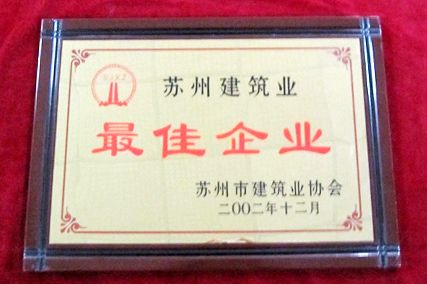 SJXZ
苏州建筑业
最佳企业
苏州市建筑业协会
二00二年十二月